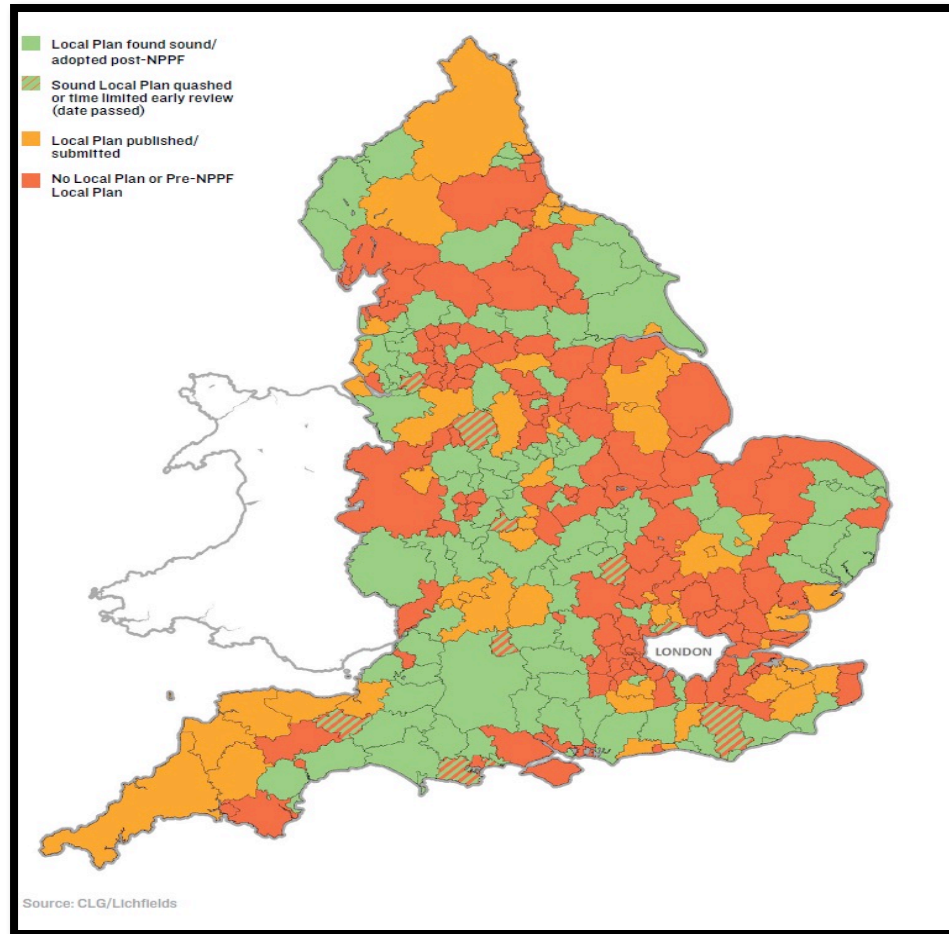 Local Plan found sound/
adopted post-NPPF
Sound Local Plan quashed
or time limited early review
(date passed)
Local Plan published/
submitted
No Local Plan or Pre-NPPF
Local Plan
LONDON
Source: CLG/Lichfields